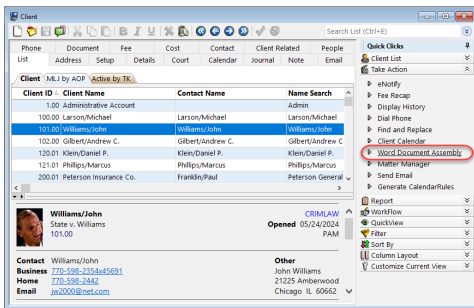 Client
Search List (Ctrl+E)
Phone Document Fee Cost Contact Client Related People
List Address Setup Details Court Calendar Journal Note Email
Client MLJ by AOP Active by TK
Client ID Client Name Contact Name Name Search
1.00 Administrative Account Admin
100.00 Larson/Michael Larson/Michael Larson/Michael
101.00 Williams/John Williams/John Williams/John
102.00 Gilbert/Andrew C. Gilbert/Andrew C. Gilbert/Andrew C.
120.01 Klein/Daniel P. Klein/Daniel P. Klein/Daniel P.
121.01 Phillips/Marcus Phillips/Marcus Phillips/Marcus
200.01 Peterson Insurance Co. Franklin/Paul Peterson General
Williams/John CRIMLAW
State v. Williams Opened 05/24/2024
101.00 PAM
Contact Williams/John Other
Business 770-598-2354x45691 John Williams
Home 770-598-2442 21225 Amberwood
Email jw2000@net.com Chicago IL 60662
Quick Clicks
Client List
Take Action
eNotify
Fee Recap
Display History
Dial Phone
Find and Replace
Client Calendar
Word Document Assembly
Matter Manager
Send Email
Generate CalendarRules
Report
WorkFlow
QuickView
Filter
Sort By
Column Layout
Customize Current View